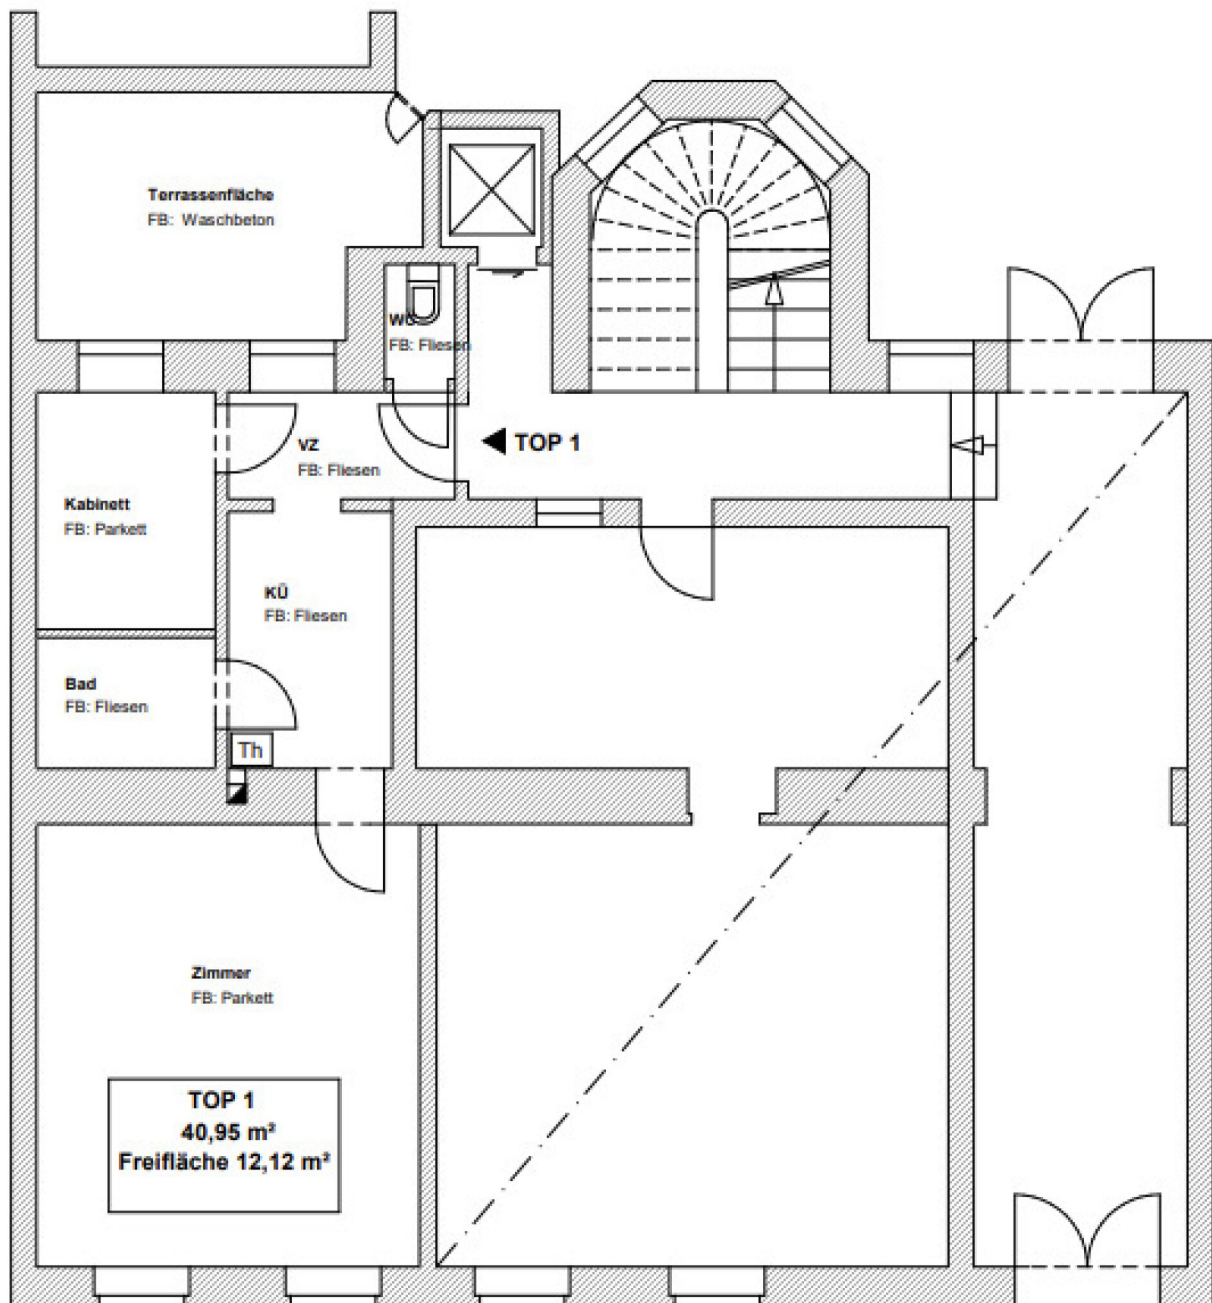 Terrassenfläche
FB: Waschbeton
WC
FB: Fliesen
TOP 1
VZ
FB: Fliesen
Kabinett
FB: Parkett
KÜ
FB: Fliesen
Bad
FB: Fliesen
Th
Zimmer
FB: Parkett
TOP 1
40,95 m²
Freifläche 12,12 m²